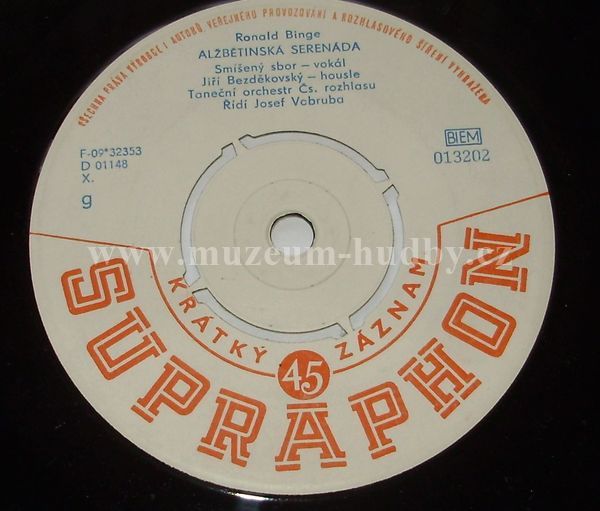 VŠECHNA PRÁVA VÝROBCE I AUTORŮ, VEŘEJNÉHO PROVOZOVÁNÍ A ROZHLASOVÉHO ŠÍŘENÍ VYHRAZENA
Ronald Binge
ALŽBĚTINSKÁ SERENÁDA
Smíšený sbor – vokál
Jiří Bezděkovský – housle
Taneční orchestr Čs. rozhlasu
Řídí Josef Vobruba
F-09*32353
D 01148
X.
g
BIEM
013202
www.muzeum-hudby.cz
KRÁTKÝ 45 ZÁZNAM
SUPRAPHON